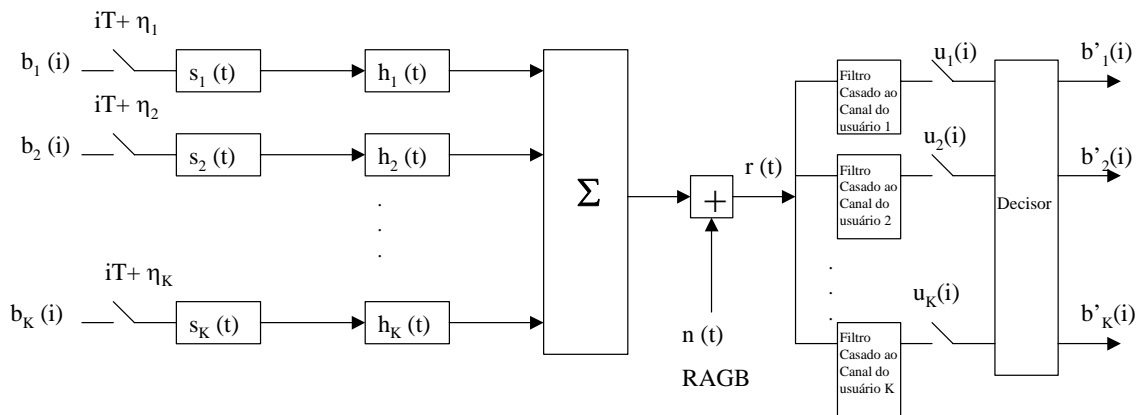 iT+ η1
b1 (i)
s1 (t)
h1 (t)
iT+ η2
b2 (i)
s2 (t)
h2 (t)
.
.
.
iT+ ηK
bK (i)
sK (t)
hK (t)
Σ
+
n (t)
RAGB
r (t)
Filtro
Casado ao
Canal do
usuário 1
u1(i)
Filtro
Casado ao
Canal do
usuário 2
u2(i)
.
.
.
.
.
Filtro
Casado ao
Canal do
usuário K
uK(i)
Decisor
b'1(i)
b'2(i)
b'K(i)